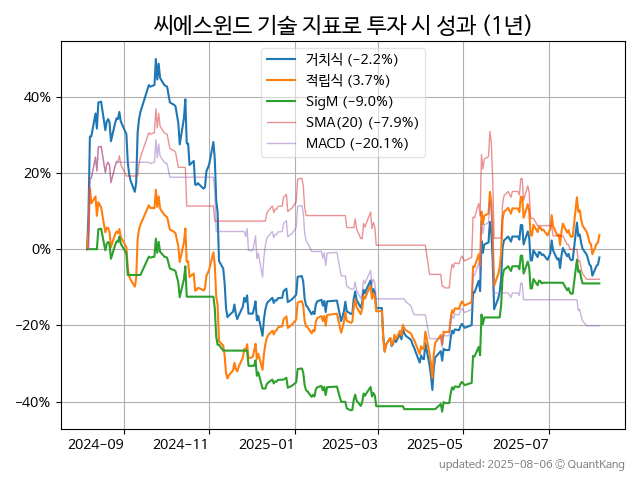 씨에스윈드 기술 지표로 투자 시 성과 (1년)
거치식 (−2.2%)
적립식 (3.7%)
SigM (−9.0%)
SMA(20) (−7.9%)
MACD (−20.1%)
40%
20%
0%
−20%
−40%
2024-09 2024-11 2025-01 2025-03 2025-05 2025-07
updated: 2025-08-06 © QuantKang